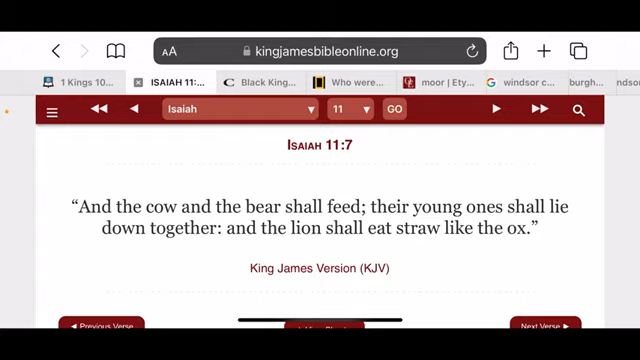 AA kingjamesbibleonline.org
1 Kings 10... ISAIAH 11:... Black King... Who were... moor | Ety... windsor c... burgh... ndsor
Isaiah 11 GO
ISAIAH 11:7
“And the cow and the bear shall feed; their young ones shall lie
down together: and the lion shall eat straw like the ox.”
King James Version (KJV)
Previous Verse Next Verse